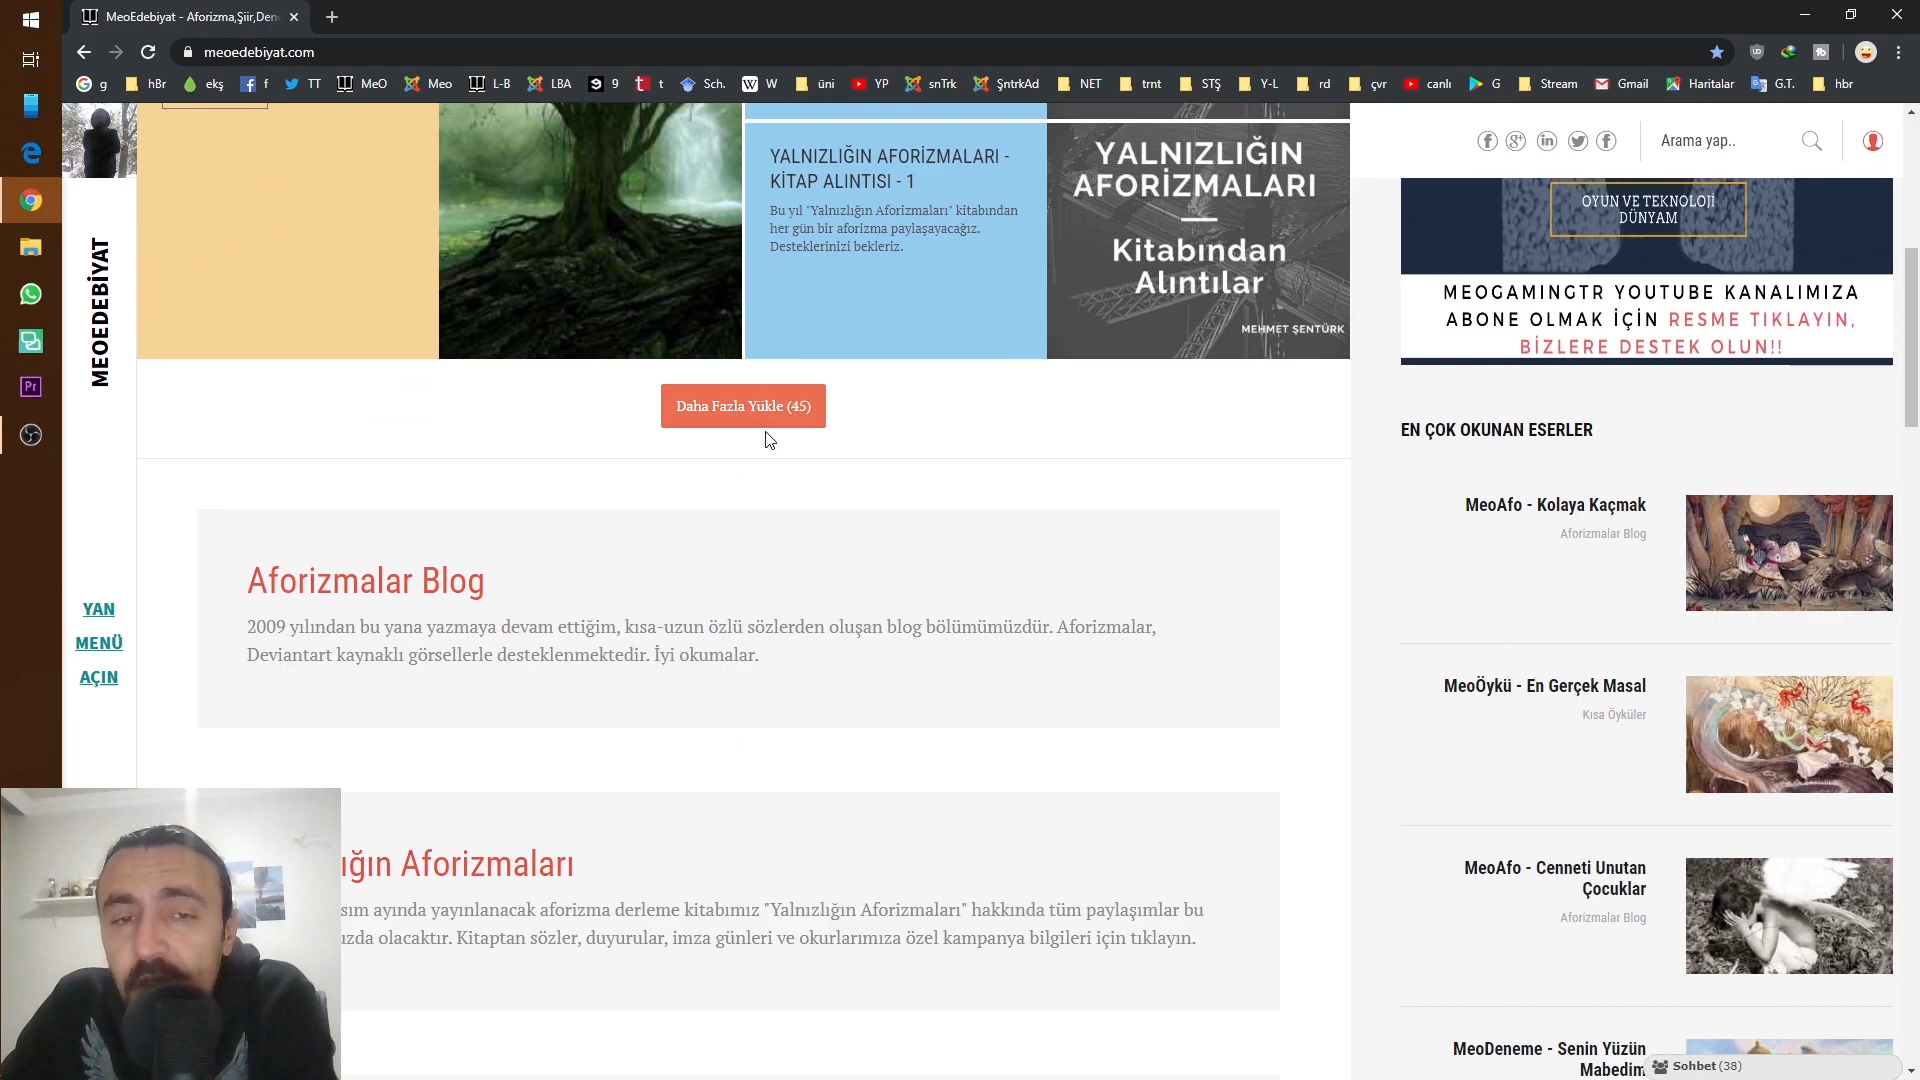 MeoEdebiyat - Aforizma,Şiir,Den
meoedebiyat.com
g hBr ekş f TT MeO Meo L-B LBA 9 t Sch. W üni YP snTrk ŞntrkAd NET trnt STŞ Y-L rd çvr canlı G Stream Gmail Haritalar G.T. hbr
Arama yap..
MEOEDEBİYAT
YAN
MENÜ
AÇIN
YALNIZLIĞIN AFORİZMALARI -
KİTAP ALINTISI - 1
Bu yıl "Yalnızlığın Aforizmaları" kitabından
her gün bir aforizma paylaşayacağız.
Desteklerinizi bekleriz.
YALNIZLIĞIN
AFORİZMALARI
Kitabından
Alıntılar
MEHMET ŞENTÜRK
Daha Fazla Yükle (45)
Aforizmalar Blog
2009 yılından bu yana yazmaya devam ettiğim, kısa-uzun özlü sözlerden oluşan blog bölümümüzdür. Aforizmalar,
Deviantart kaynaklı görsellerle desteklenmektedir. İyi okumalar.
ığın Aforizmaları
sım ayında yayınlanacak aforizma derleme kitabımız "Yalnızlığın Aforizmaları" hakkında tüm paylaşımlar bu
ızda olacaktır. Kitaptan sözler, duyurular, imza günleri ve okurlarımıza özel kampanya bilgileri için tıklayın.
OYUN VE TEKNOLOJİ
DÜNYAM
MEOGAMINGTR YOUTUBE KANALIMIZA
ABONE OLMAK İÇİN RESME TIKLAYIN,
BİZLERE DESTEK OLUN!!
EN ÇOK OKUNAN ESERLER
MeoAfo - Kolaya Kaçmak
Aforizmalar Blog
MeoÖykü - En Gerçek Masal
Kısa Öyküler
MeoAfo - Cenneti Unutan
Çocuklar
Aforizmalar Blog
MeoDeneme - Senin Yüzün
Mabedim
Sohbet (38)